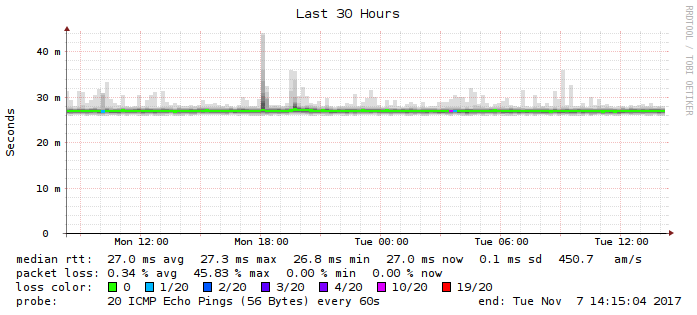 Last 30 Hours
RRDTOOL / TOBI OETIKER
Seconds
40 m
30 m
20 m
10 m
0
Mon 12:00 Mon 18:00 Tue 00:00 Tue 06:00 Tue 12:00
median rtt: 27.0 ms avg 27.3 ms max 26.8 ms min 27.0 ms now 0.1 ms sd 450.7 am/s
packet loss: 0.34 % avg 45.83 % max 0.00 % min 0.00 % now
loss color: 0 1/20 2/20 3/20 4/20 10/20 19/20
probe: 20 ICMP Echo Pings (56 Bytes) every 60s end: Tue Nov 7 14:15:04 2017